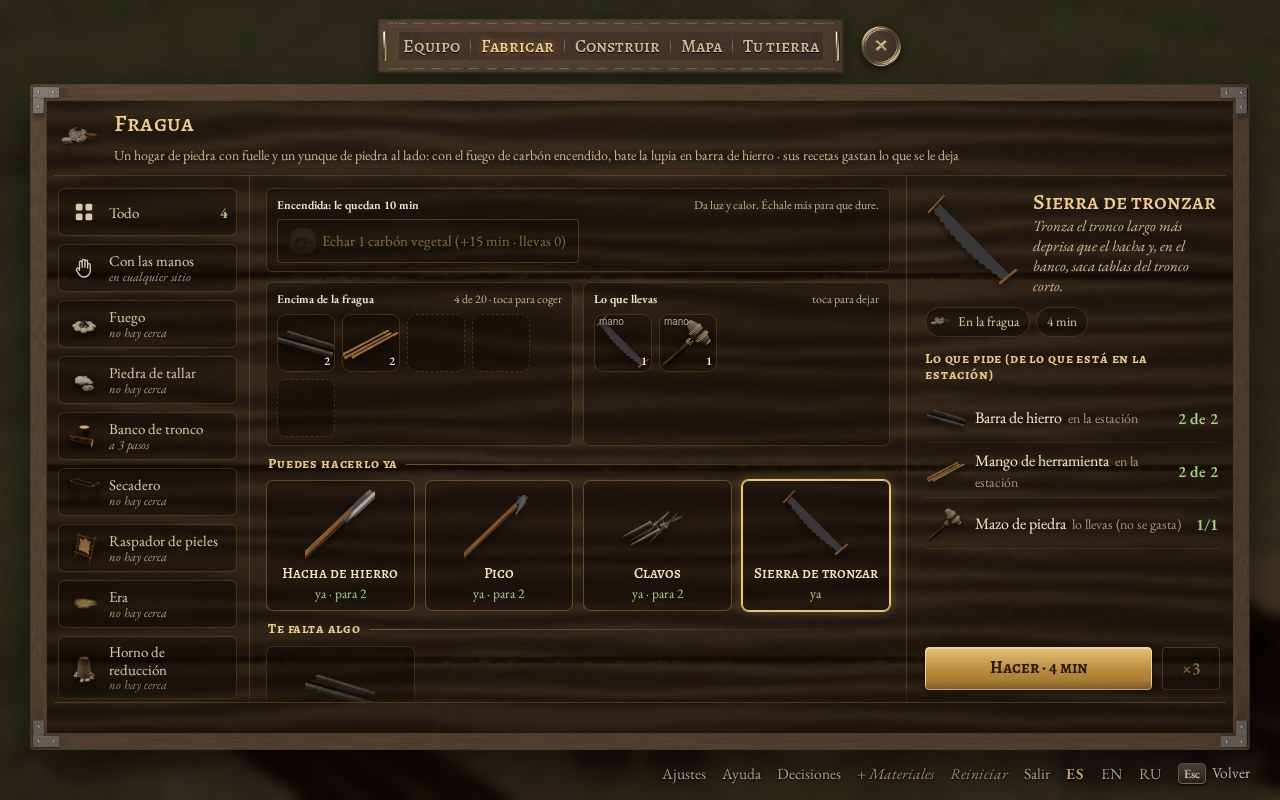 Equipo
Fabricar
Construir
Mapa
Tu tierra
×
Fragua
Un hogar de piedra con fuelle y un yunque de piedra al lado: con el fuego de carbón encendido, bate la lupia en barra de hierro · sus recetas gastan lo que se le deja
Todo 4
Con las manos
en cualquier sitio
Fuego
no hay cerca
Piedra de tallar
no hay cerca
Banco de tronco
a 3 pasos
Secadero
no hay cerca
Raspador de pieles
no hay cerca
Era
no hay cerca
Horno de
reducción
no hay cerca
Encendida: le quedan 10 min
Da luz y calor. Échale más para que dure.
Echar 1 carbón vegetal (+15 min · llevas 0)
Encima de la fragua
4 de 20 · toca para coger
2
2
Lo que llevas
toca para dejar
mano
1
mano
1
Puedes hacerlo ya
Hacha de hierro
ya · para 2
Pico
ya · para 2
Clavos
ya · para 2
Sierra de tronzar
ya
Te falta algo
Sierra de tronzar
Tronza el tronco largo más
deprisa que el hacha y, en el
banco, saca tablas del tronco
corto.
En la fragua
4 min
Lo que pide (de lo que está en la
estación)
Barra de hierro en la estación 2 de 2
Mango de herramienta en la
estación
2 de 2
Mazo de piedra lo llevas (no se gasta) 1/1
Hacer · 4 min
×3
Ajustes
Ayuda
Decisiones
+ Materiales
Reiniciar
Salir
ES
EN
RU
Esc
Volver